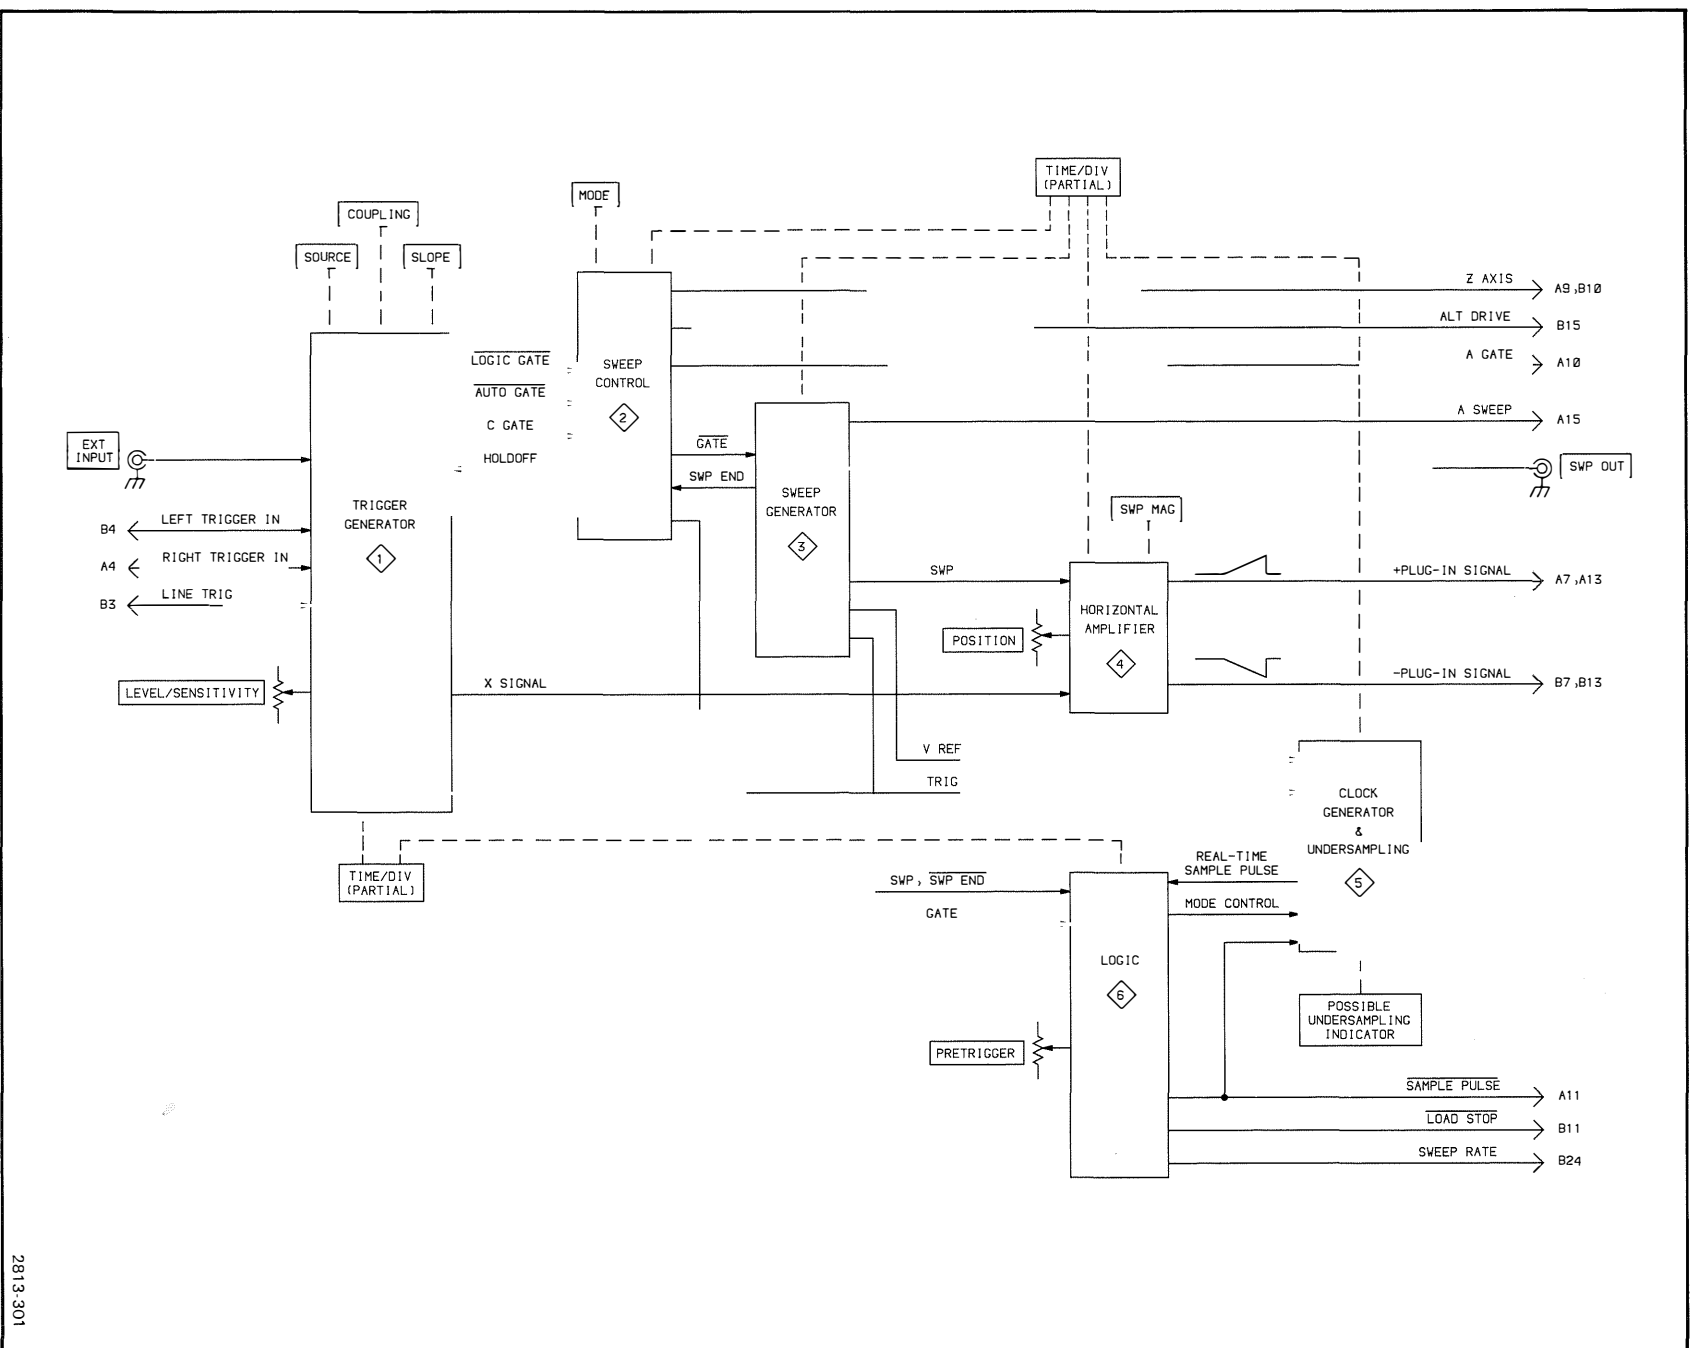 TIME/DIV
(PARTIAL)
MODE
COUPLING
SOURCE
SLOPE
Z AXIS
A9,B10
ALT DRIVE
B15
A GATE
A10
LOGIC GATE
AUTO GATE
C GATE
HOLDOFF
SWEEP
CONTROL
2
A SWEEP
A15
EXT
INPUT
GATE
SWP END
SWP OUT
TRIGGER
GENERATOR
1
SWEEP
GENERATOR
3
SWP MAG
B4
LEFT TRIGGER IN
A4
RIGHT TRIGGER IN
B3
LINE TRIG
SWP
+PLUG-IN SIGNAL
A7,A13
HORIZONTAL
AMPLIFIER
4
POSITION
LEVEL/SENSITIVITY
X SIGNAL
-PLUG-IN SIGNAL
B7,B13
V REF
TRIG
CLOCK
GENERATOR
&
UNDERSAMPLING
5
TIME/DIV
(PARTIAL)
REAL-TIME
SAMPLE PULSE
SWP, SWP END
GATE
MODE CONTROL
LOGIC
6
POSSIBLE
UNDERSAMPLING
INDICATOR
PRETRIGGER
SAMPLE PULSE
A11
LOAD STOP
B11
SWEEP RATE
B24
2813-301